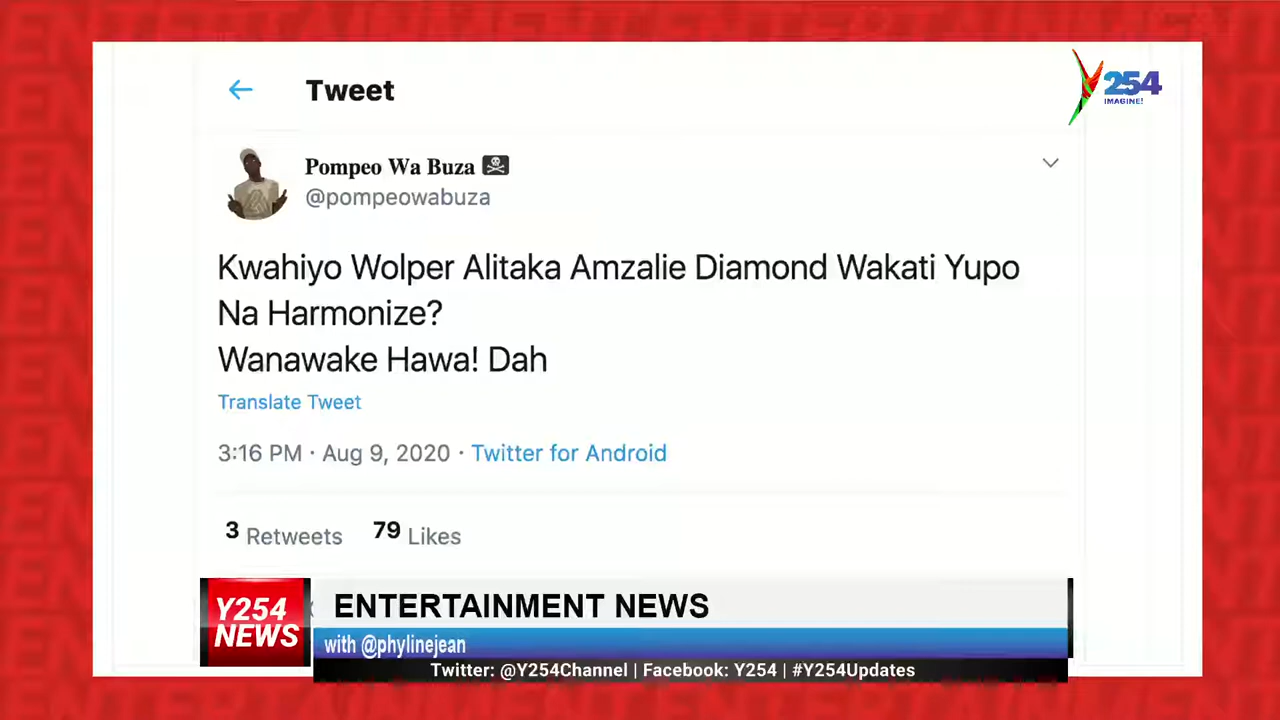 Tweet
Y254
IMAGINE!
Pompeo Wa Buza
@pompeowabuza
Kwahiyo Wolper Alitaka Amzalie Diamond Wakati Yupo
Na Harmonize?
Wanawake Hawa! Dah
Translate Tweet
3:16 PM · Aug 9, 2020 · Twitter for Android
3 Retweets 79 Likes
Y254
NEWS
ENTERTAINMENT NEWS
with @phylinejean
Twitter: @Y254Channel | Facebook: Y254 | #Y254Updates